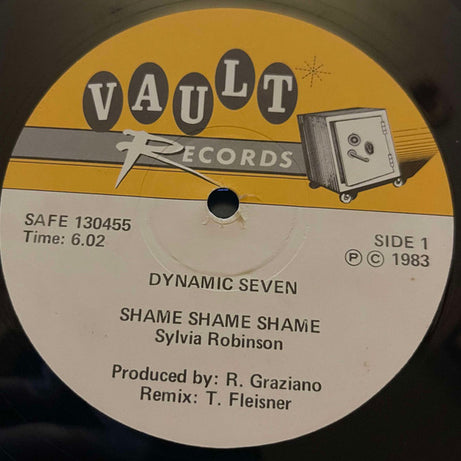 VAULT
RECORDS
SAFE 130455
Time: 6.02
SIDE 1
Ⓟ © 1983
DYNAMIC SEVEN
SHAME SHAME SHAME
Sylvia Robinson
Produced by: R. Graziano
Remix: T. Fleisner